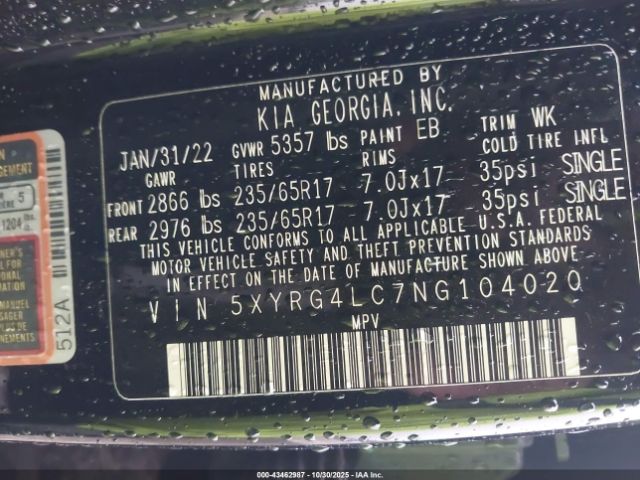 MANUFACTURED BY
KIA GEORGIA, INC.
JAN/31/22 GVWR 5357 lbs PAINT EB TRIM WK
GAWR TIRES RIMS COLD TIRE INFL
FRONT 2866 lbs 235/65R17 7.0Jx17 35psi SINGLE
REAR 2976 lbs 235/65R17 7.0Jx17 35psi SINGLE
THIS VEHICLE CONFORMS TO ALL APPLICABLE U.S.A. FEDERAL
MOTOR VEHICLE SAFETY AND THEFT PREVENTION STANDARDS
IN EFFECT ON THE DATE OF MANUFACTURE SHOWN ABOVE.
VIN 5XYRG4LC7NG104020
MPV
5
1204 lbs
512A
000-43462987 - 10/30/2025 - IAA Inc.